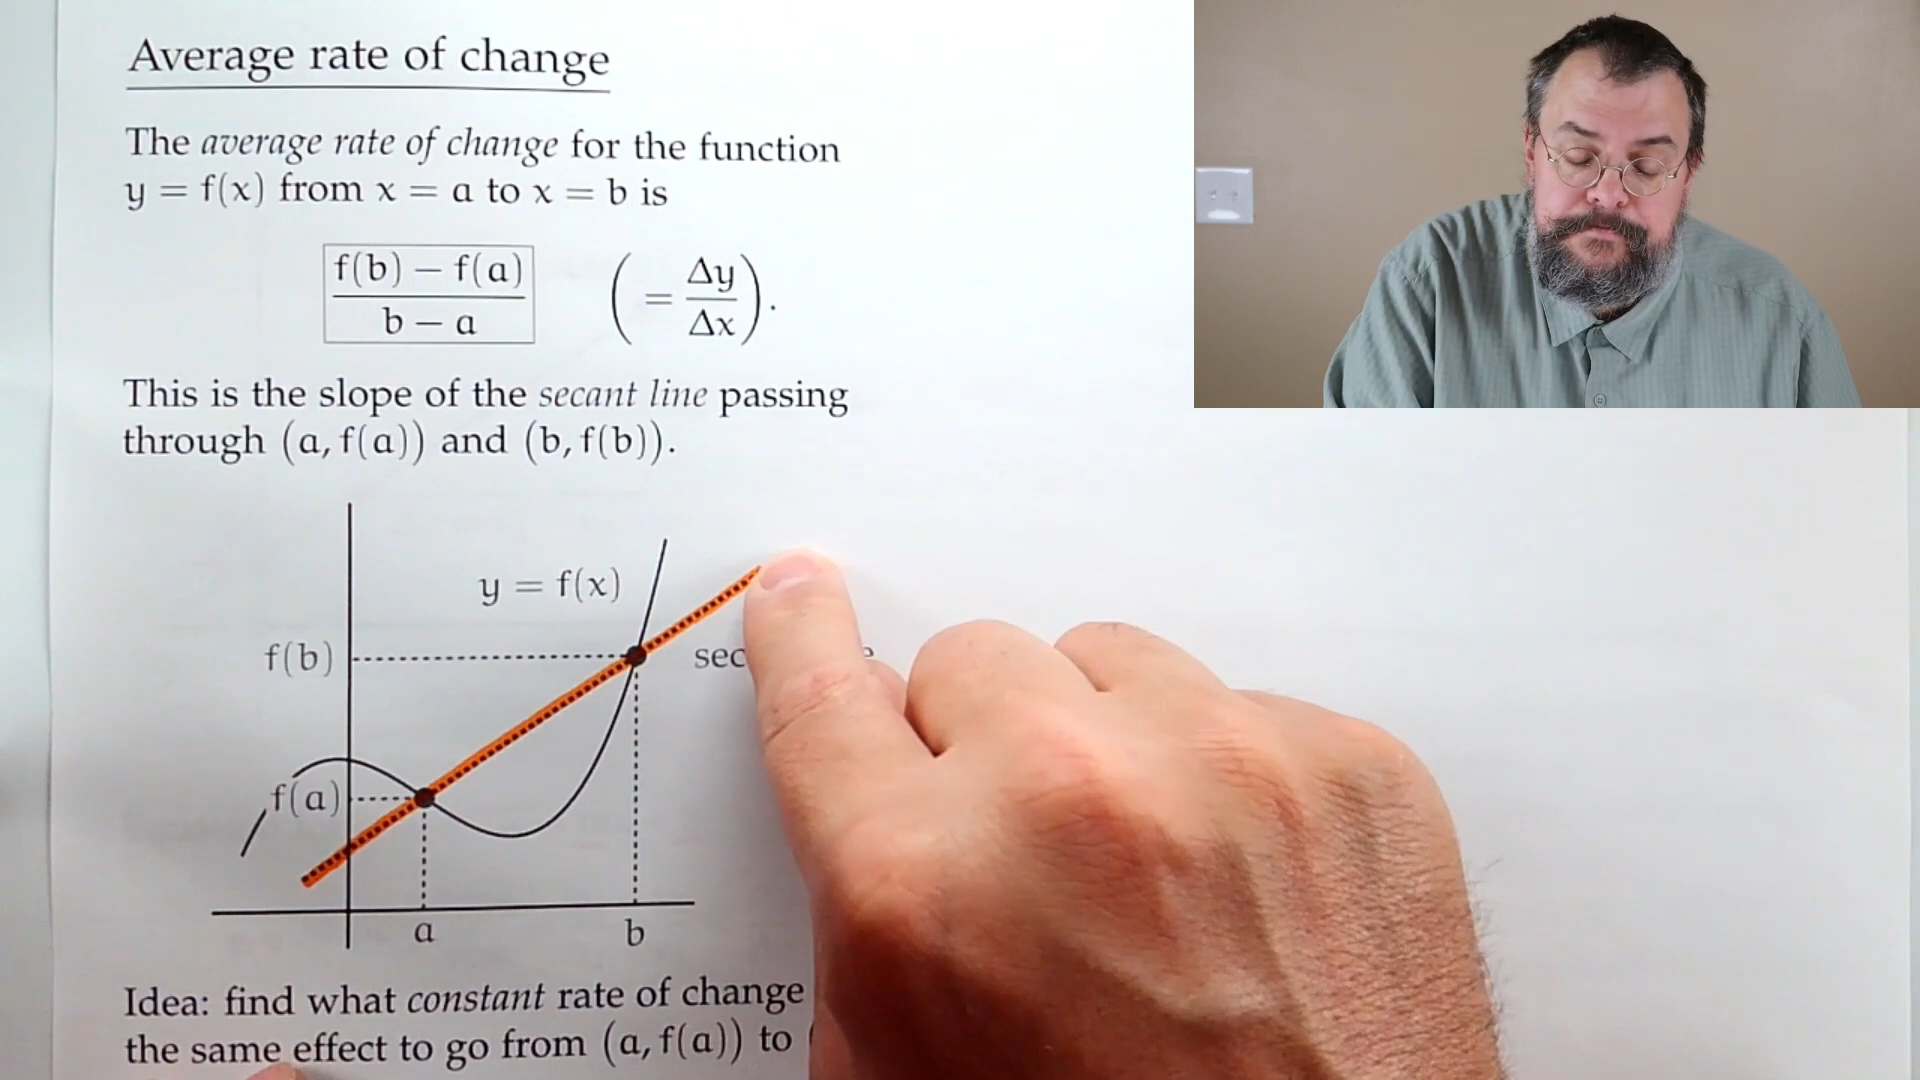 Average rate of change
The average rate of change for the function
y = f(x) from x = a to x = b is
f(b) − f(a)
b − a
( = Δy
Δx ) .
This is the slope of the secant line passing
through (a, f(a)) and (b, f(b)).
y = f(x)
f(b)
f(a)
a b
Idea: find what constant rate of change
the same effect to go from (a, f(a)) to